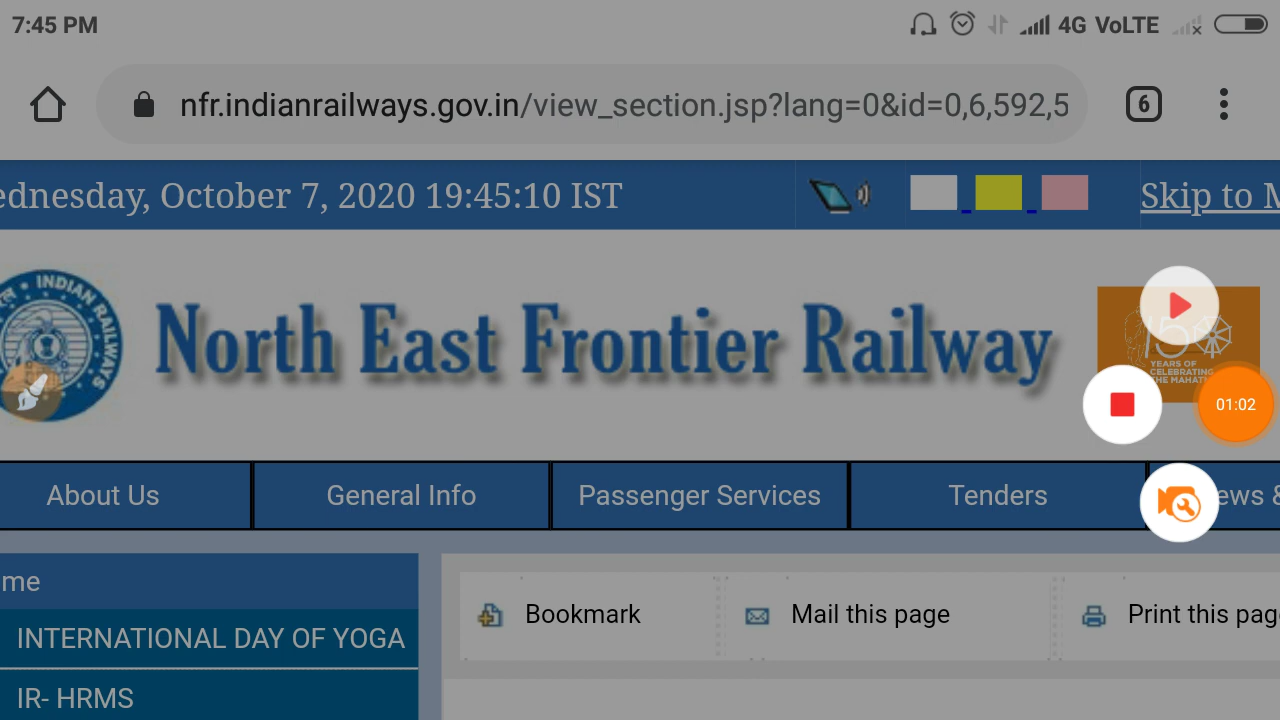 7:45 PM
4G VoLTE
nfr.indianrailways.gov.in/view_section.jsp?lang=0&id=0,6,592,5
6
ednesday, October 7, 2020 19:45:10 IST
Skip to M
INDIAN RAILWAYS
North East Frontier Railway
YEARS OF
CELEBRATING
THE MAHATMA
01:02
About Us
General Info
Passenger Services
Tenders
ews &
me
Bookmark
Mail this page
Print this pag
INTERNATIONAL DAY OF YOGA
IR- HRMS